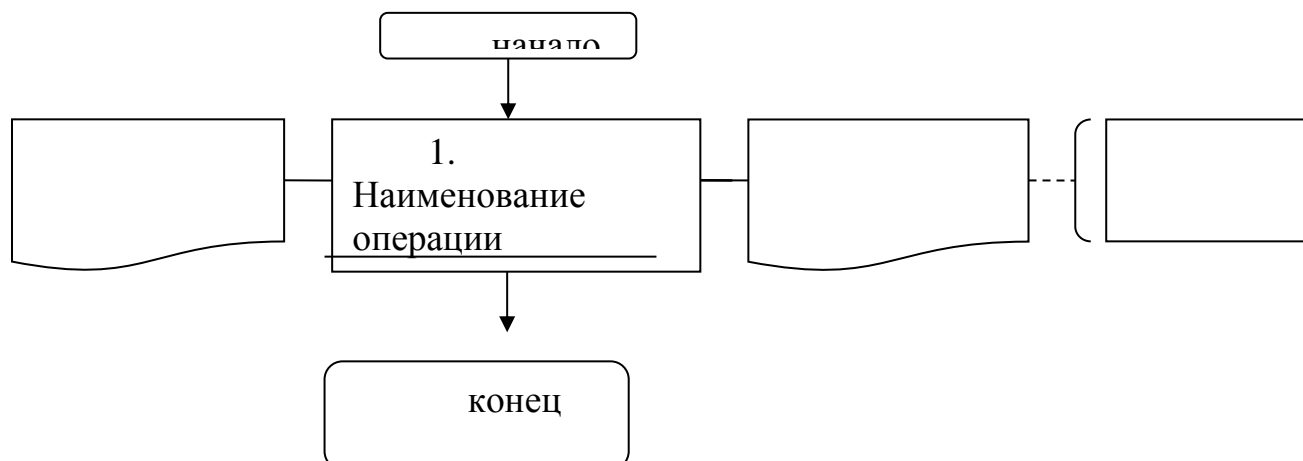 начало
1.
Наименование
операции
конец